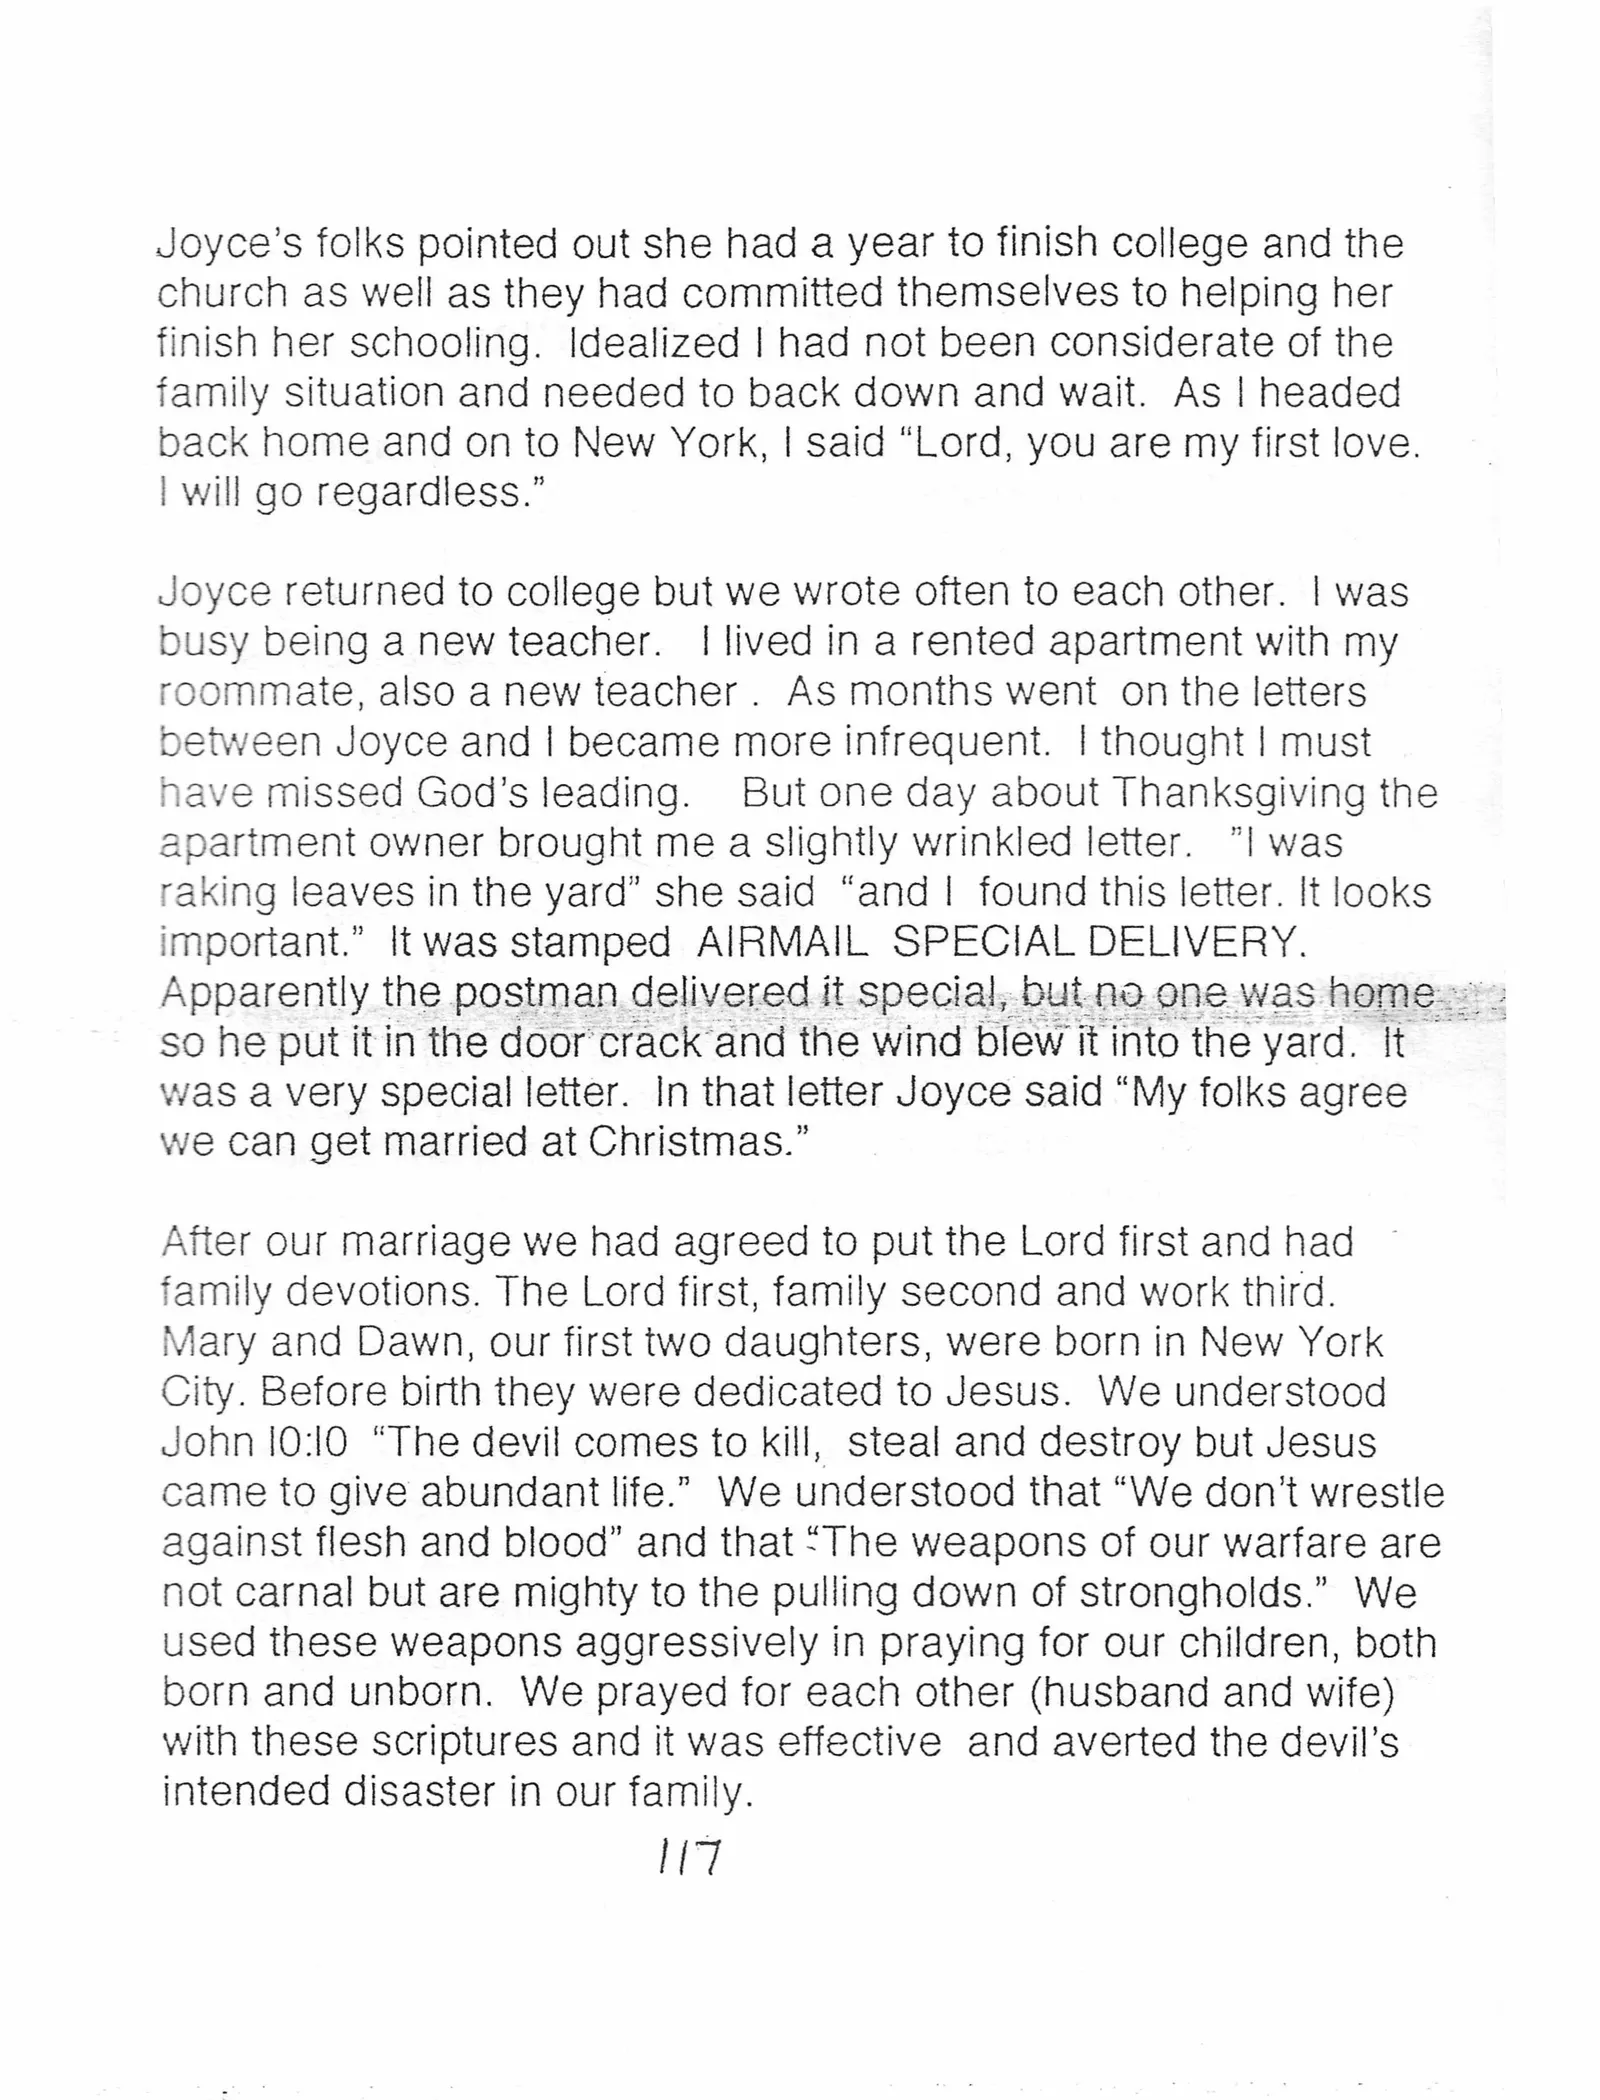 Joyce's folks pointed out she had a year to finish college and the
church as well as they had committed themselves to helping her
finish her schooling.  Idealized I had not been considerate of the
family situation and needed to back down and wait.  As I headed
back home and on to New York, I said “Lord, you are my first love.
I will go regardless.”

Joyce returned to college but we wrote often to each other.  I was
busy being a new teacher.   I lived in a rented apartment with my
roommate, also a new teacher .  As months went  on the letters
between Joyce and I became more infrequent.  I thought I must
have missed God's leading.    But one day about Thanksgiving the
apartment owner brought me a slightly wrinkled letter.   ”I was
raking leaves in the yard” she said  “and I  found this letter. It looks
important.”  It was stamped  AIRMAIL  SPECIAL DELIVERY.
Apparently the postman delivered it special, but no one was home
so he put it in the door crack and the wind blew it into the yard.  It
was a very special letter.  In that letter Joyce said “My folks agree
we can get married at Christmas.”

After our marriage we had agreed to put the Lord first and had
family devotions. The Lord first, family second and work third.
Mary and Dawn, our first two daughters, were born in New York
City. Before birth they were dedicated to Jesus.  We understood
John I0:I0  “The devil comes to kill,  steal and destroy but Jesus
came to give abundant life.”  We understood that “We don't wrestle
against flesh and blood” and that “The weapons of our warfare are
not carnal but are mighty to the pulling down of strongholds.”  We
used these weapons aggressively in praying for our children, both
born and unborn.  We prayed for each other (husband and wife)
with these scriptures and it was effective  and averted the devil's
intended disaster in our family.
117